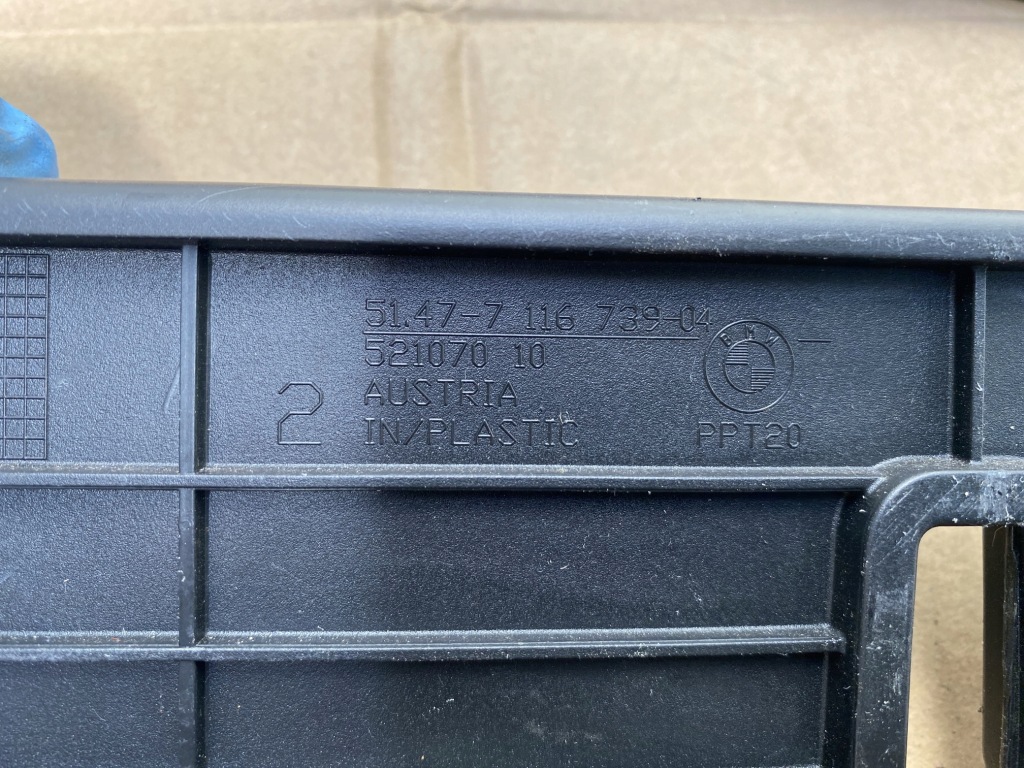 51.47-7 116 739-04
521070 10
AUSTRIA
IN/PLASTIC
2
BMW
PPT20